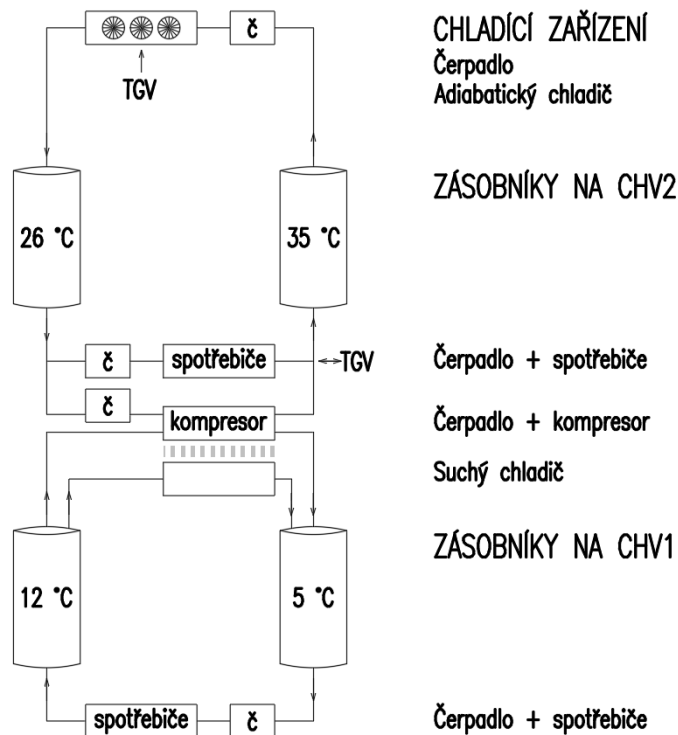 č
CHLADÍCÍ ZAŘÍZENÍ
Čerpadlo
TGV
Adiabatický chladič
ZÁSOBNÍKY NA CHV2
26 °C
35 °C
č
spotřebiče
TGV
Čerpadlo + spotřebiče
č
kompresor
Čerpadlo + kompresor
Suchý chladič
ZÁSOBNÍKY NA CHV1
12 °C
5 °C
spotřebiče
č
Čerpadlo + spotřebiče